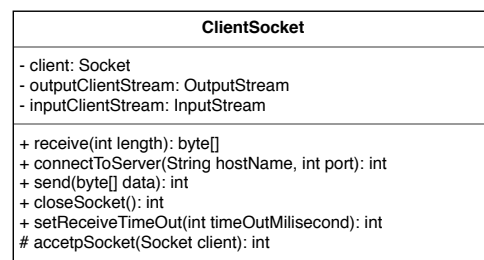 ClientSocket
- client: Socket
- outputClientStream: OutputStream
- inputClientStream: InputStream
+ receive(int length): byte[]
+ connectToServer(String hostName, int port): int
+ send(byte[] data): int
+ closeSocket(): int
+ setReceiveTimeOut(int timeOutMilisecond): int
# accetpSocket(Socket client): int